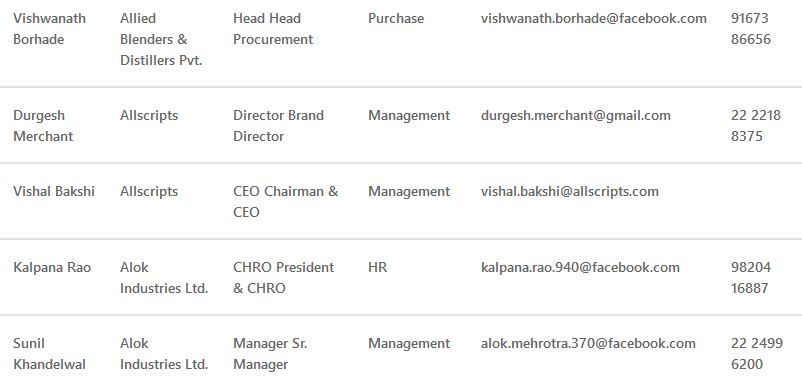 Vishwanath Allied Head Head Purchase vishwanath.borhade@facebook.com 91673
Borhade Blenders & Procurement 86656
Distillers Pvt.
Durgesh Allscripts Director Brand Management durgesh.merchant@gmail.com 22 2218
Merchant Director 8375
Vishal Bakshi Allscripts CEO Chairman & Management vishal.bakshi@allscripts.com
CEO
Kalpana Rao Alok CHRO President HR kalpana.rao.940@facebook.com 98204
Industries Ltd. & CHRO 16887
Sunil Alok Manager Sr. Management alok.mehrotra.370@facebook.com 22 2499
Khandelwal Industries Ltd. Manager 6200